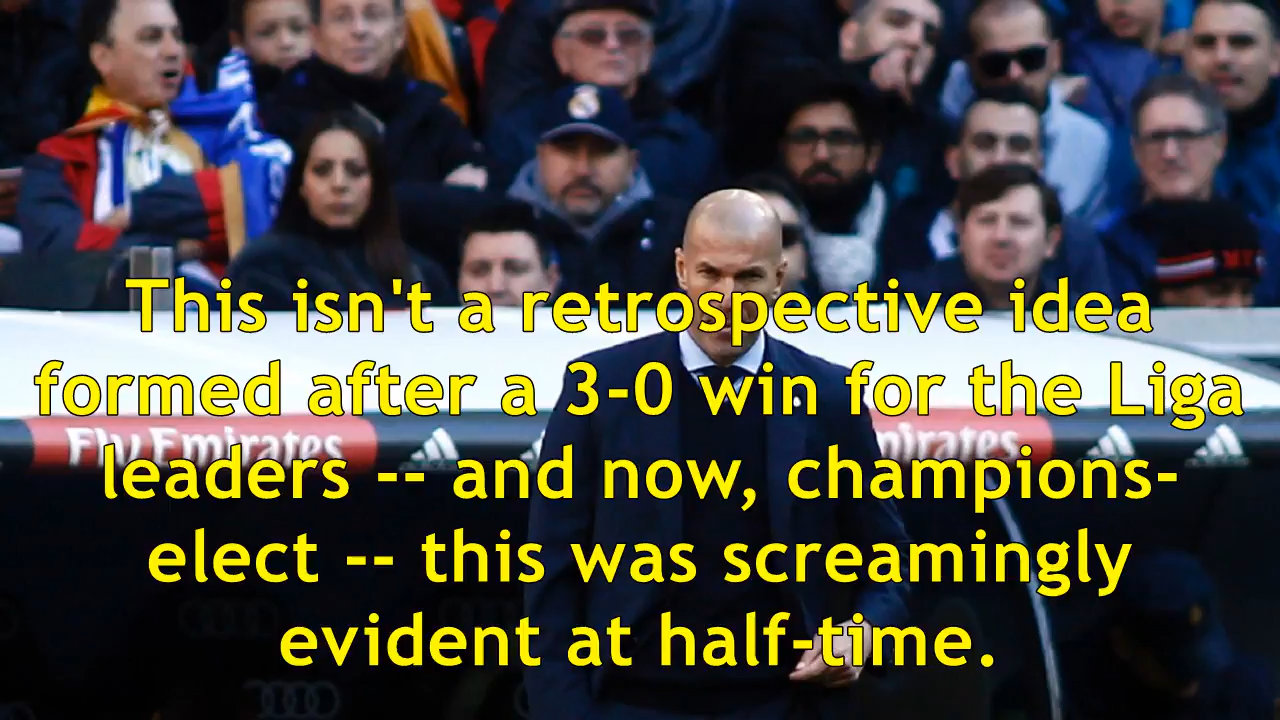 This isn't a retrospective idea
formed after a 3-0 win for the Liga
leaders -- and now, champions-
elect -- this was screamingly
evident at half-time.
Fly Emirates